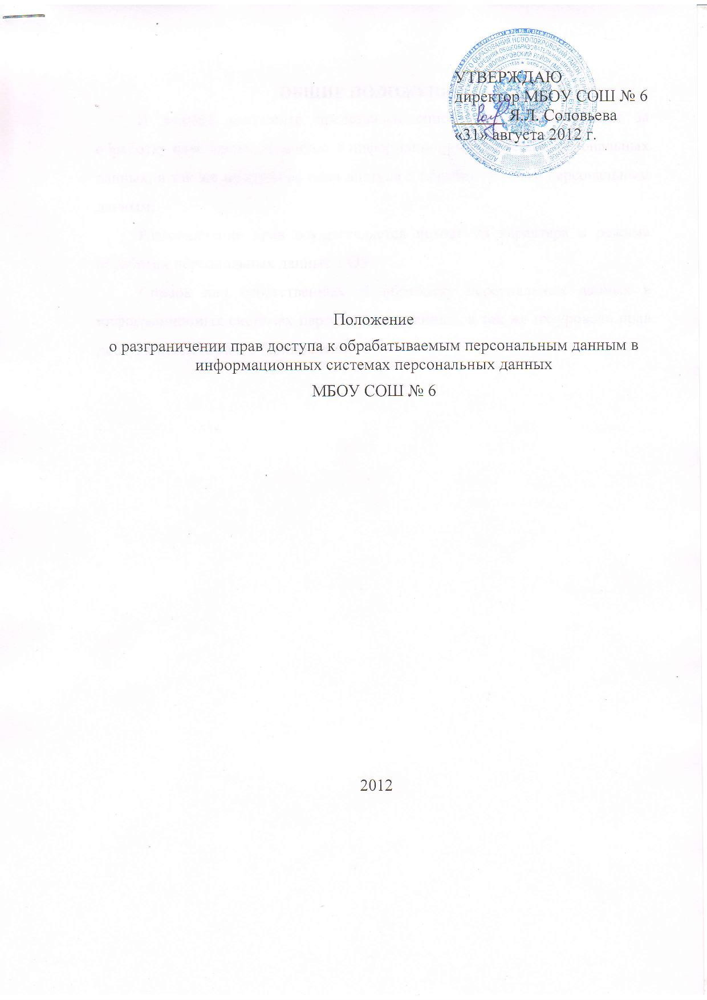 УТВЕРЖДАЮ
директор МБОУ СОШ № 6
______ Я.Л. Соловьева
«31» августа 2012 г.
Положение
о разграничении прав доступа к обрабатываемым персональным данным в
информационных системах персональных данных
МБОУ СОШ № 6
2012